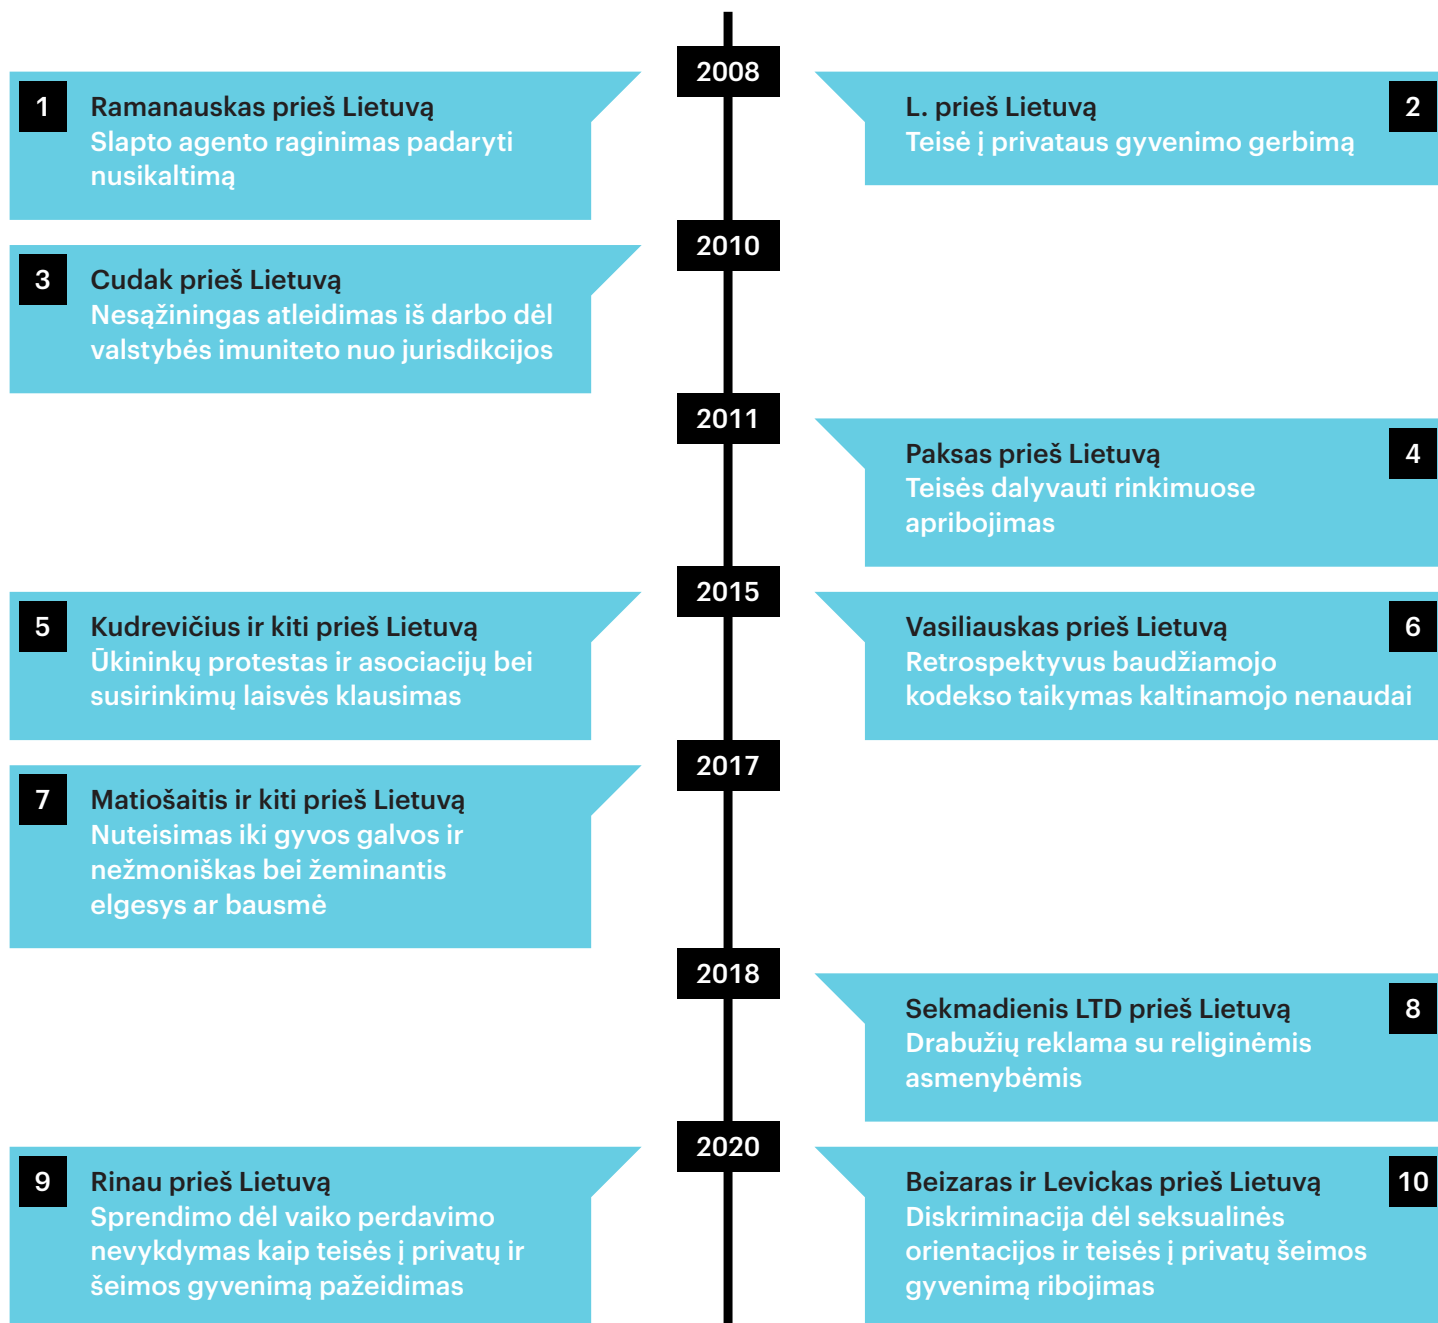 2008
1
Ramanauskas prieš Lietuvą
Slapto agento raginimas padaryti
nusikaltimą
L. prieš Lietuvą
Teisė į privataus gyvenimo gerbimą
2
2010
3
Cudak prieš Lietuvą
Nesąžiningas atleidimas iš darbo dėl
valstybės imuniteto nuo jurisdikcijos
2011
Paksas prieš Lietuvą
Teisės dalyvauti rinkimuose
apribojimas
4
2015
5
Kudrevičius ir kiti prieš Lietuvą
Ūkininkų protestas ir asociacijų bei
susirinkimų laisvės klausimas
Vasiliauskas prieš Lietuvą
Retrospektyvus baudžiamojo
kodekso taikymas kaltinamojo nenaudai
6
2017
7
Matiošaitis ir kiti prieš Lietuvą
Nuteisimas iki gyvos galvos ir
nežmoniškas bei žeminantis
elgesys ar bausmė
2018
Sekmadienis LTD prieš Lietuvą
Drabužių reklama su religinėmis
asmenybėmis
8
2020
9
Rinau prieš Lietuvą
Sprendimo dėl vaiko perdavimo
nevykdymas kaip teisės į privatų ir
šeimos gyvenimą pažeidimas
Beizaras ir Levickas prieš Lietuvą
Diskriminacija dėl seksualinės
orientacijos ir teisės į privatų šeimos
gyvenimą ribojimas
10